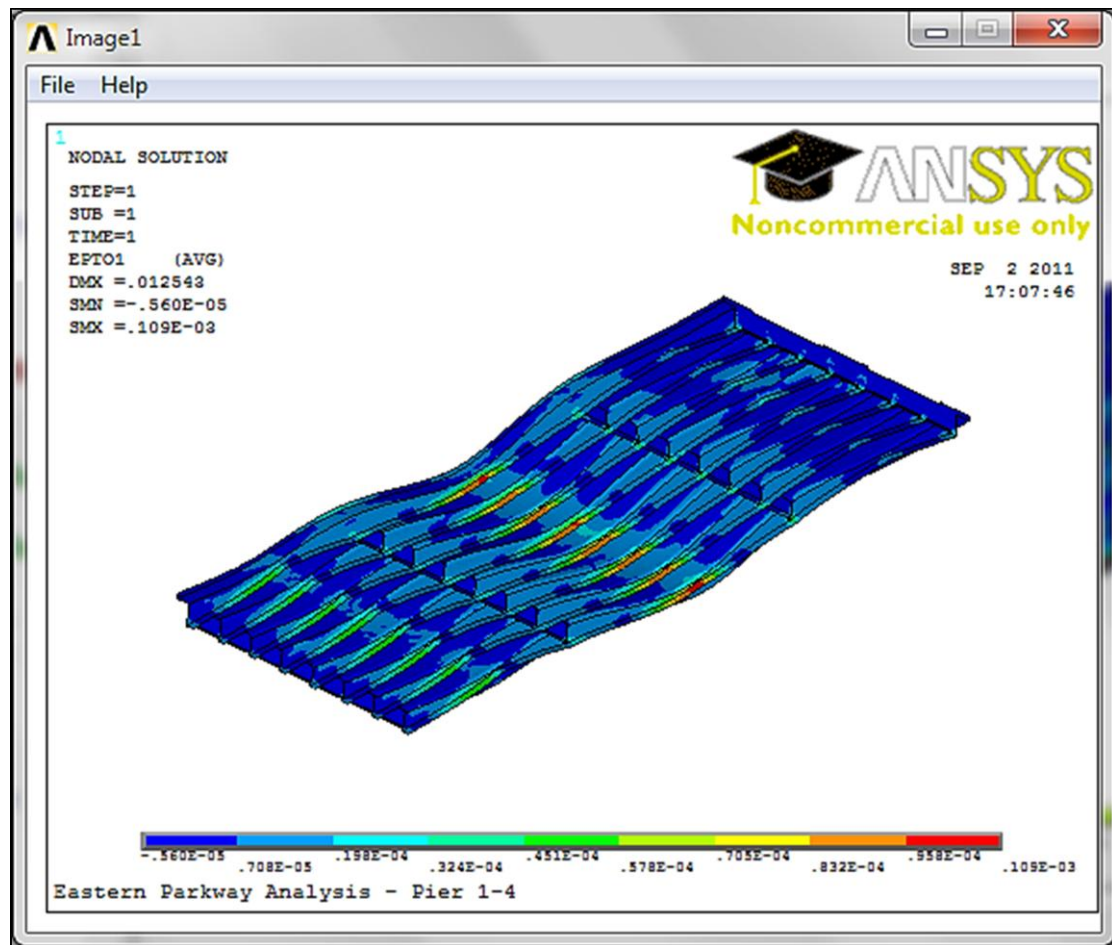 Image1
File Help
1
NODAL SOLUTION
STEP=1
SUB =1
TIME=1
EPTO1 (AVG)
DMX =.012543
SMN =-.560E-05
SMX =.109E-03
ANSYS
Noncommercial use only
SEP 2 2011
17:07:46
-.560E-05 .198E-04 .451E-04 .705E-04 .958E-04
.708E-05 .324E-04 .578E-04 .832E-04 .109E-03
Eastern Parkway Analysis - Pier 1-4